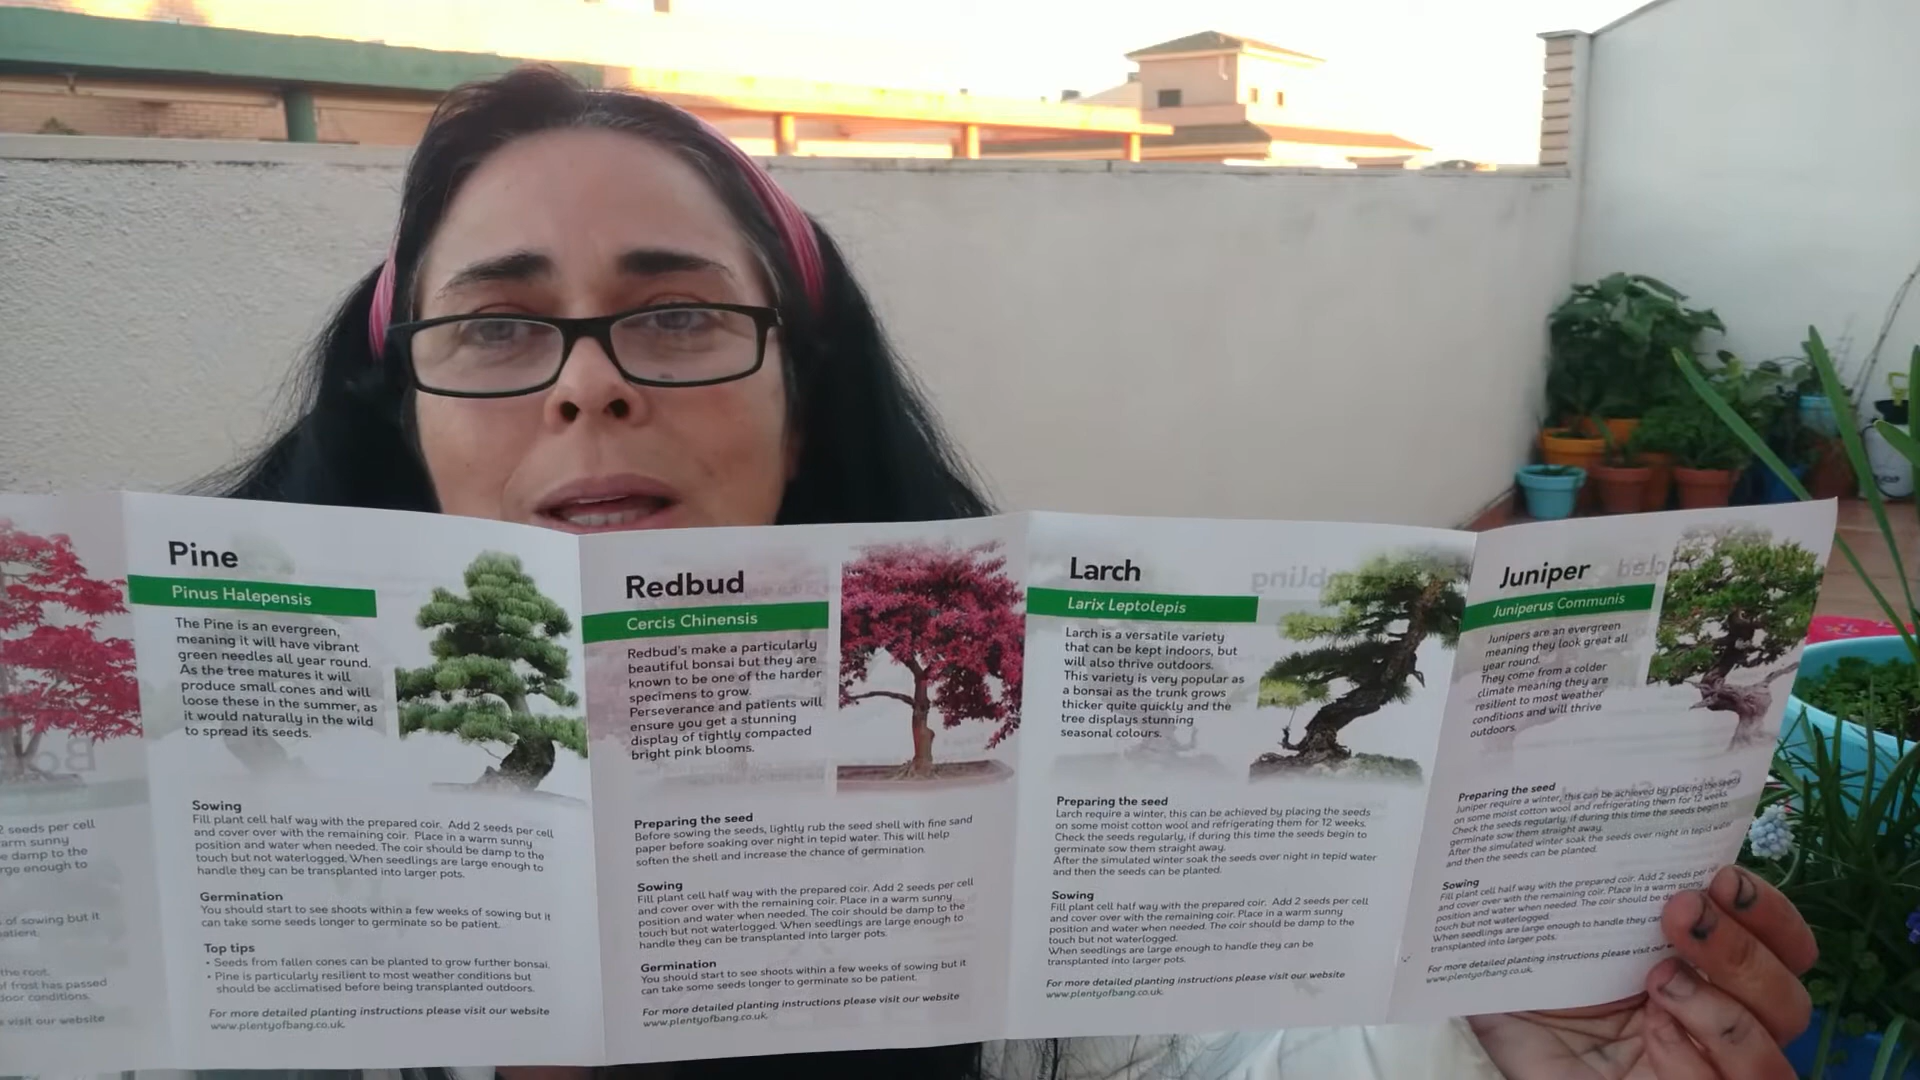 2 seeds per cell
arm sunny
e damp to the
rge enough to
of sowing but it
atient.
the root.
of frost has passed
door conditions.
visit our website
Pine
Pinus Halepensis
The Pine is an evergreen,
meaning it will have vibrant
green needles all year round.
As the tree matures it will
produce small cones and will
loose these in the summer, as
it would naturally in the wild
to spread its seeds.
Sowing
Fill plant cell half way with the prepared coir. Add 2 seeds per cell
and cover over with the remaining coir. Place in a warm sunny
position and water when needed. The coir should be damp to the
touch but not waterlogged. When seedlings are large enough to
handle they can be transplanted into larger pots.
Germination
You should start to see shoots within a few weeks of sowing but it
can take some seeds longer to germinate so be patient.
Top tips
• Seeds from fallen cones can be planted to grow further bonsai.
• Pine is particularly resilient to most weather conditions but
should be acclimatised before being transplanted outdoors.
For more detailed planting instructions please visit our website
www.plentyofbang.co.uk.
Redbud
Cercis Chinensis
Redbud's make a particularly
beautiful bonsai but they are
known to be one of the harder
specimens to grow.
Perseverance and patients will
ensure you get a stunning
display of tightly compacted
bright pink blooms.
Preparing the seed
Before sowing the seeds, lightly rub the seed shell with fine sand
paper before soaking over night in tepid water. This will help
soften the shell and increase the chance of germination.
Sowing
Fill plant cell half way with the prepared coir. Add 2 seeds per cell
and cover over with the remaining coir. Place in a warm sunny
position and water when needed. The coir should be damp to the
touch but not waterlogged. When seedlings are large enough to
handle they can be transplanted into larger pots.
Germination
You should start to see shoots within a few weeks of sowing but it
can take some seeds longer to germinate so be patient.
For more detailed planting instructions please visit our website
www.plentyofbang.co.uk.
Larch
Larix Leptolepis
Larch is a versatile variety
that can be kept indoors, but
will also thrive outdoors.
This variety is very popular as
a bonsai as the trunk grows
thicker quite quickly and the
tree displays stunning
seasonal colours.
Preparing the seed
Larch require a winter, this can be achieved by placing the seeds
on some moist cotton wool and refrigerating them for 12 weeks.
Check the seeds regularly, if during this time the seeds begin to
germinate sow them straight away.
After the simulated winter soak the seeds over night in tepid water
and then the seeds can be planted.
Sowing
Fill plant cell half way with the prepared coir. Add 2 seeds per cell
and cover over with the remaining coir. Place in a warm sunny
position and water when needed. The coir should be damp to the
touch but not waterlogged.
When seedlings are large enough to handle they can be
transplanted into larger pots.
For more detailed planting instructions please visit our website
www.plentyofbang.co.uk.
Juniper
Juniperus Communis
Junipers are an evergreen
meaning they look great all
year round.
They come from a colder
climate meaning they are
resilient to most weather
conditions and will thrive
outdoors.
Preparing the seed
Juniper require a winter, this can be achieved by placing the seeds
on some moist cotton wool and refrigerating them for 12 weeks.
Check the seeds regularly, if during this time the seeds begin to
germinate sow them straight away.
After the simulated winter soak the seeds over night in tepid water
and then the seeds can be planted.
Sowing
Fill plant cell half way with the prepared coir. Add 2 seeds per
and cover over with the remaining coir. Place in a warm sunny
position and water when needed. The coir should be da
touch but not waterlogged.
When seedlings are large enough to handle they can
transplanted into larger pots.
For more detailed planting instructions please visit our
www.plentyofbang.co.uk.